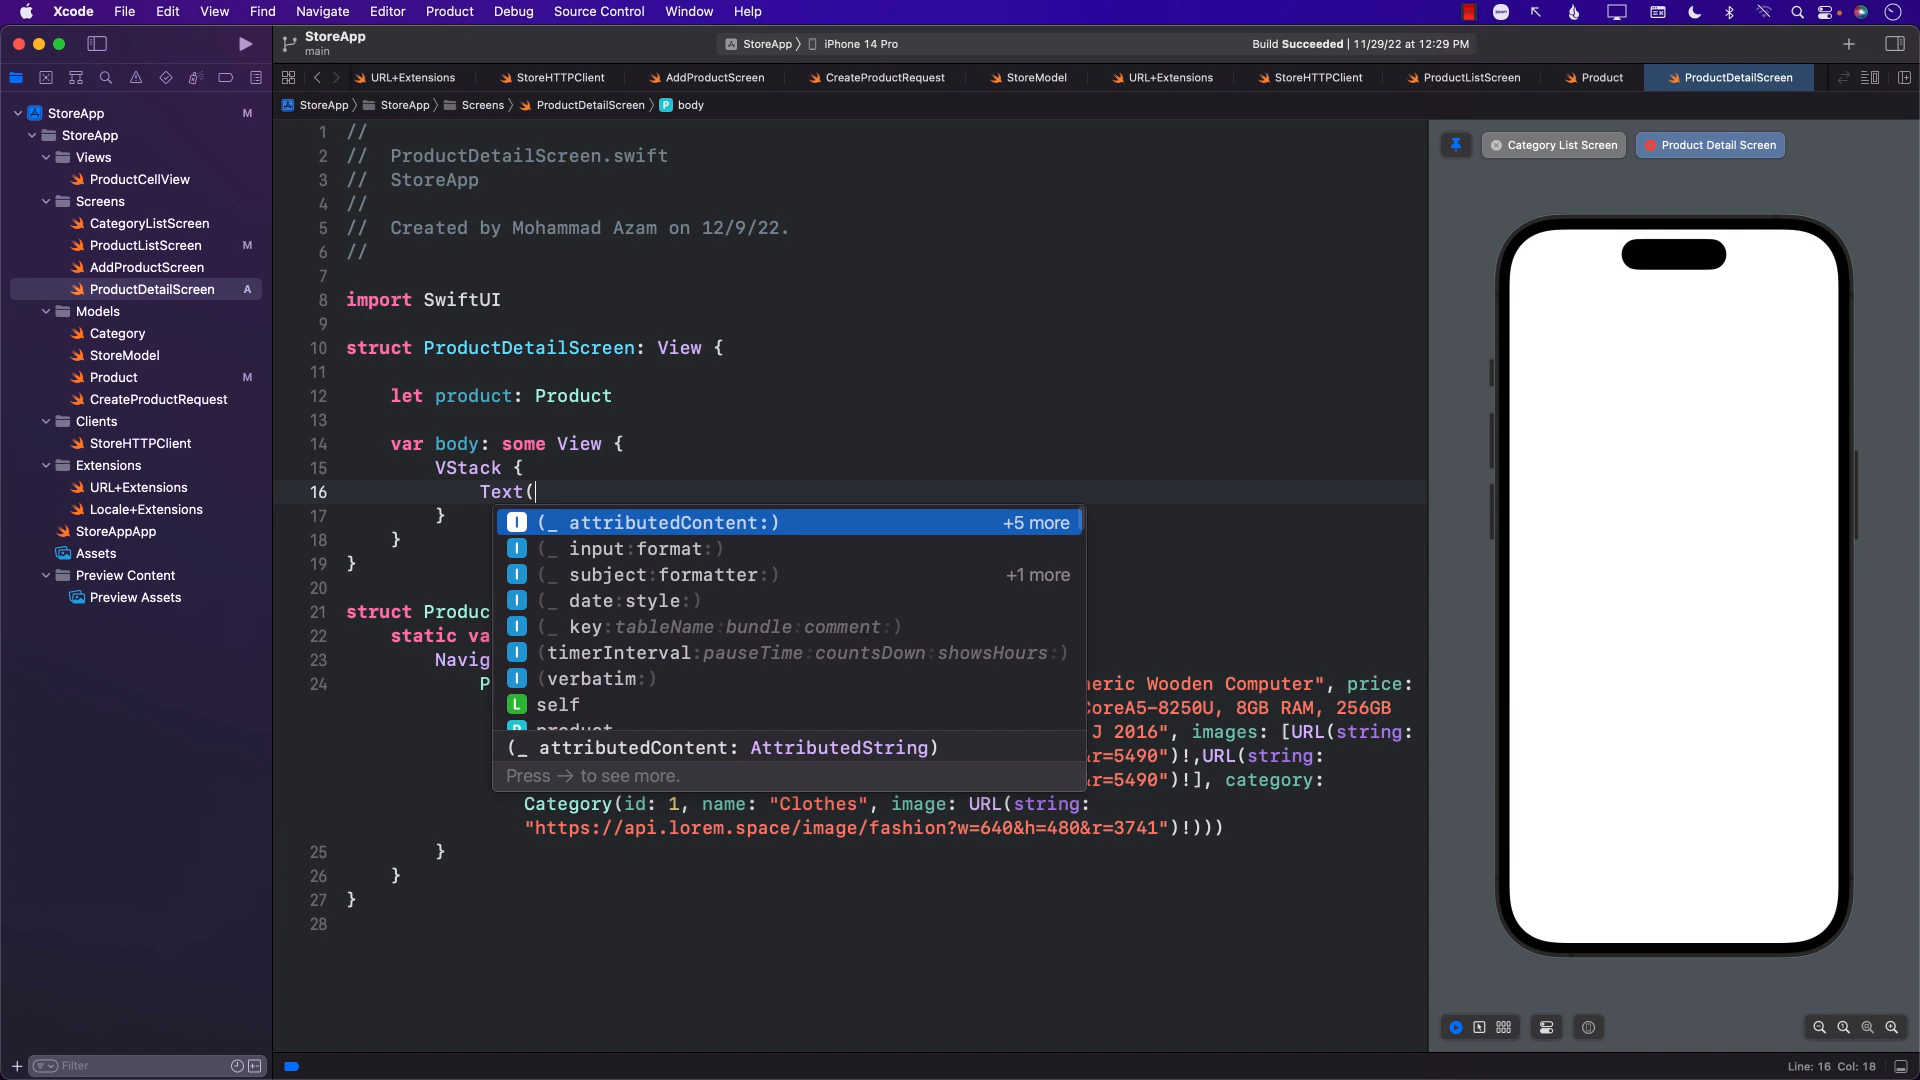 Xcode File Edit View Find Navigate Editor Product Debug Source Control Window Help
StoreApp
main
StoreApp 〉 iPhone 14 Pro
Build Succeeded | 11/29/22 at 12:29 PM
URL+Extensions StoreHTTPClient AddProductScreen CreateProductRequest StoreModel URL+Extensions StoreHTTPClient ProductListScreen Product ProductDetailScreen
StoreApp 〉 StoreApp 〉 Screens 〉 ProductDetailScreen 〉 P body
StoreApp M
StoreApp
Views
ProductCellView
Screens
CategoryListScreen
ProductListScreen M
AddProductScreen
ProductDetailScreen A
Models
Category
StoreModel
Product M
CreateProductRequest
Clients
StoreHTTPClient
Extensions
URL+Extensions
Locale+Extensions
StoreAppApp
Assets
Preview Content
Preview Assets
Filter
1 //
2 //  ProductDetailScreen.swift
3 //  StoreApp
4 //
5 //  Created by Mohammad Azam on 12/9/22.
6 //
7
8 import SwiftUI
9
10 struct ProductDetailScreen: View {
11
12 let product: Product
13
14 var body: some View {
15 VStack {
16 Text(
17 }
18 }
19 }
20
21 struct Produc
22 static va
23 Navig
24 P
eric Wooden Computer", price:
CoreA5-8250U, 8GB RAM, 256GB
J 2016", images: [URL(string:
&r=5490")!,URL(string:
&r=5490")!], category:
Category(id: 1, name: "Clothes", image: URL(string:
"https://api.lorem.space/image/fashion?w=640&h=480&r=3741")!)))
25 }
26 }
27 }
28
I (_ attributedContent:) +5 more
I (_ input:format:)
I (_ subject:formatter:) +1 more
I (_ date:style:)
I (_ key:tableName:bundle:comment:)
I (timerInterval:pauseTime:countsDown:showsHours:)
I (verbatim:)
L self
P product
(_ attributedContent: AttributedString)
Press → to see more.
Category List Screen
Product Detail Screen
Line: 16 Col: 18